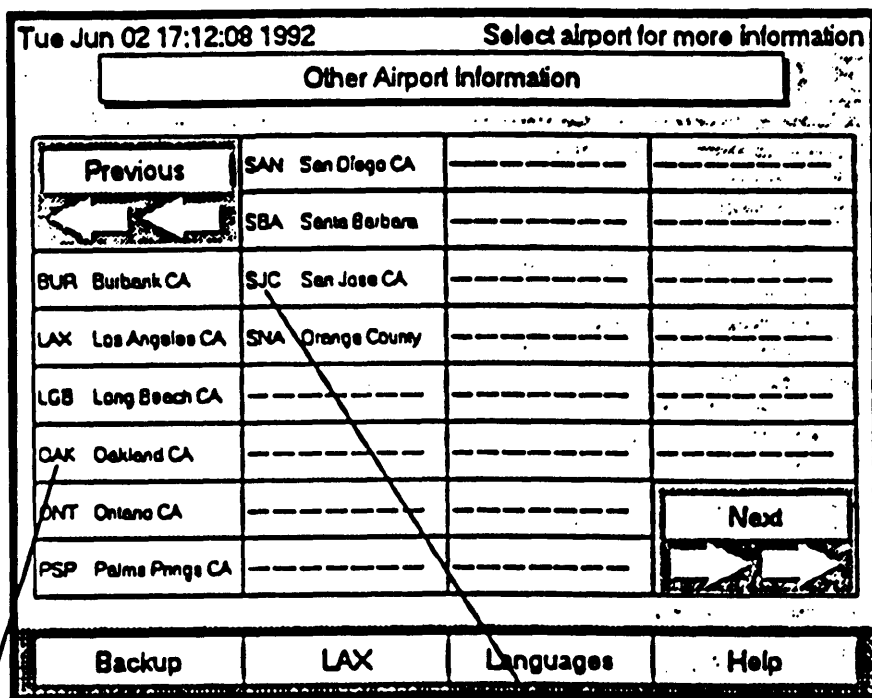 Tue Jun 02 17:12:08 1992 Select airport for more information
Other Airport Information
Previous SAN San Diego CA
SBA Santa Barbara
BUR Burbank CA SJC San Jose CA
LAX Los Angeles CA SNA Orange County
LGB Long Beach CA
OAK Oakland CA
ONT Ontario CA Next
PSP Palms Prings CA
Backup LAX Languages Help